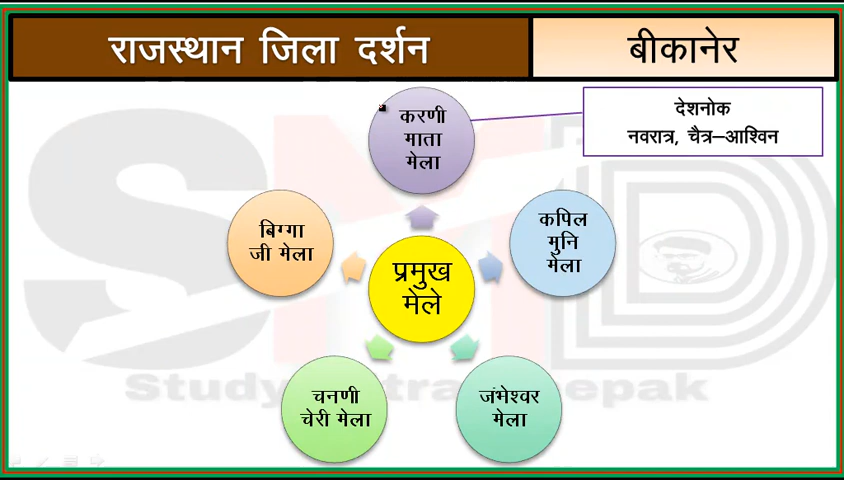 राजस्थान जिला दर्शन
बीकानेर
करणी
माता
मेला
देशनोक
नवरात्र, चैत्र–आश्विन
बिग्गा
जी मेला
कपिल
मुनि
मेला
प्रमुख
मेले
चनणी
चेरी मेला
जंभेश्वर
मेला